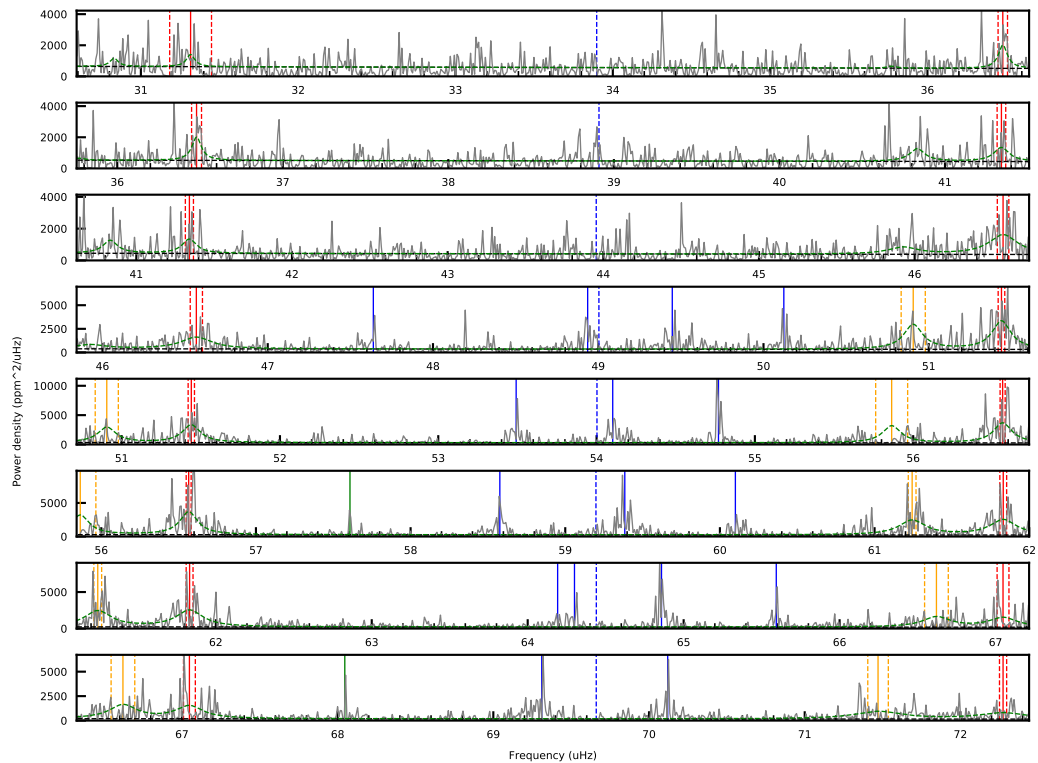 4000
2000
0
31 32 33 34 35 36
4000
2000
0
36 37 38 39 40 41
4000
2000
0
41 42 43 44 45 46
5000
2500
0
46 47 48 49 50 51
10000
5000
0
51 52 53 54 55 56
Power density (ppm^2/uHz)
5000
0
56 57 58 59 60 61 62
5000
0
62 63 64 65 66 67
5000
2500
0
67 68 69 70 71 72
Frequency (uHz)